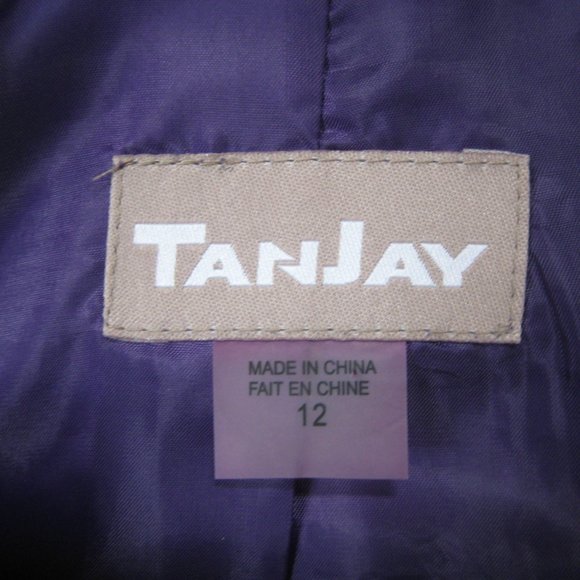 TANJAY
MADE IN CHINA
FAIT EN CHINE
12